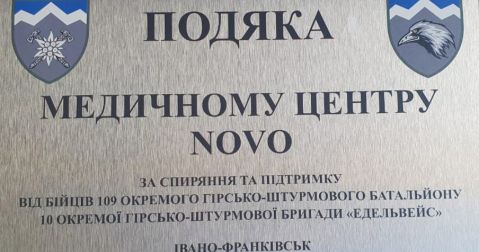 ПОДЯКА
МЕДИЧНОМУ ЦЕНТРУ
NOVO
ЗА СПРИЯННЯ ТА ПІДТРИМКУ
ВІД БІЙЦІВ 109 ОКРЕМОГО ГІРСЬКО-ШТУРМОВОГО БАТАЛЬЙОНУ
10 ОКРЕМОЇ ГІРСЬКО-ШТУРМОВОЇ БРИГАДИ «ЕДЕЛЬВЕЙС»
ІВАНО-ФРАНКІВСЬК